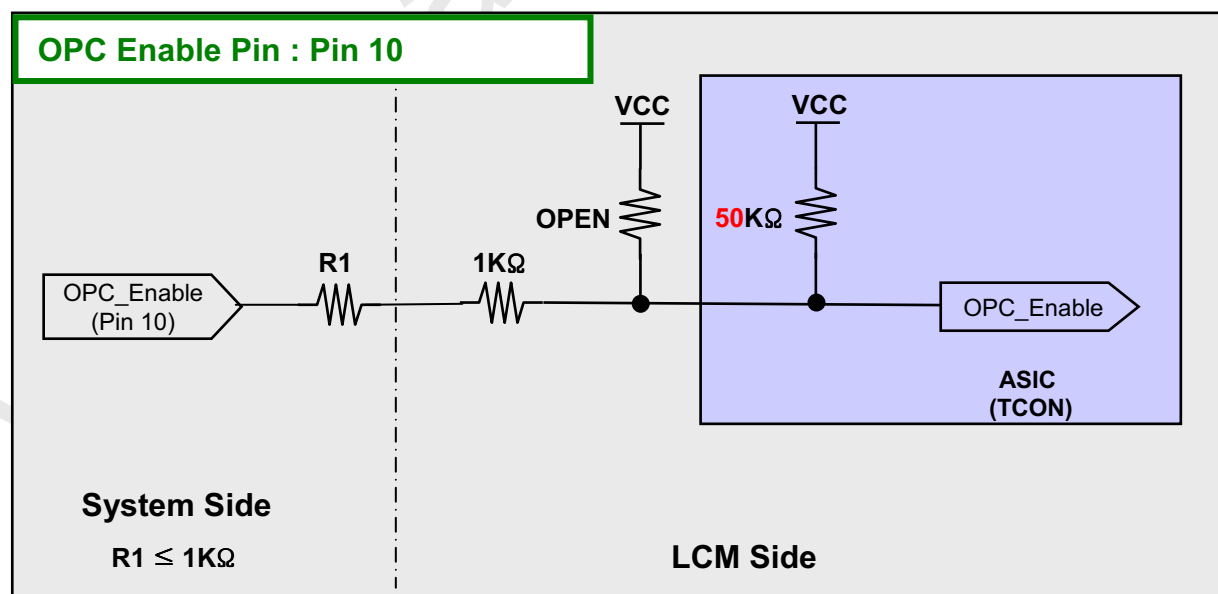 OPC Enable Pin : Pin 10
VCC
VCC
OPEN
50KΩ
R1
1KΩ
OPC_Enable
(Pin 10)
OPC_Enable
ASIC
(TCON)
System Side
R1 ≤ 1KΩ
LCM Side